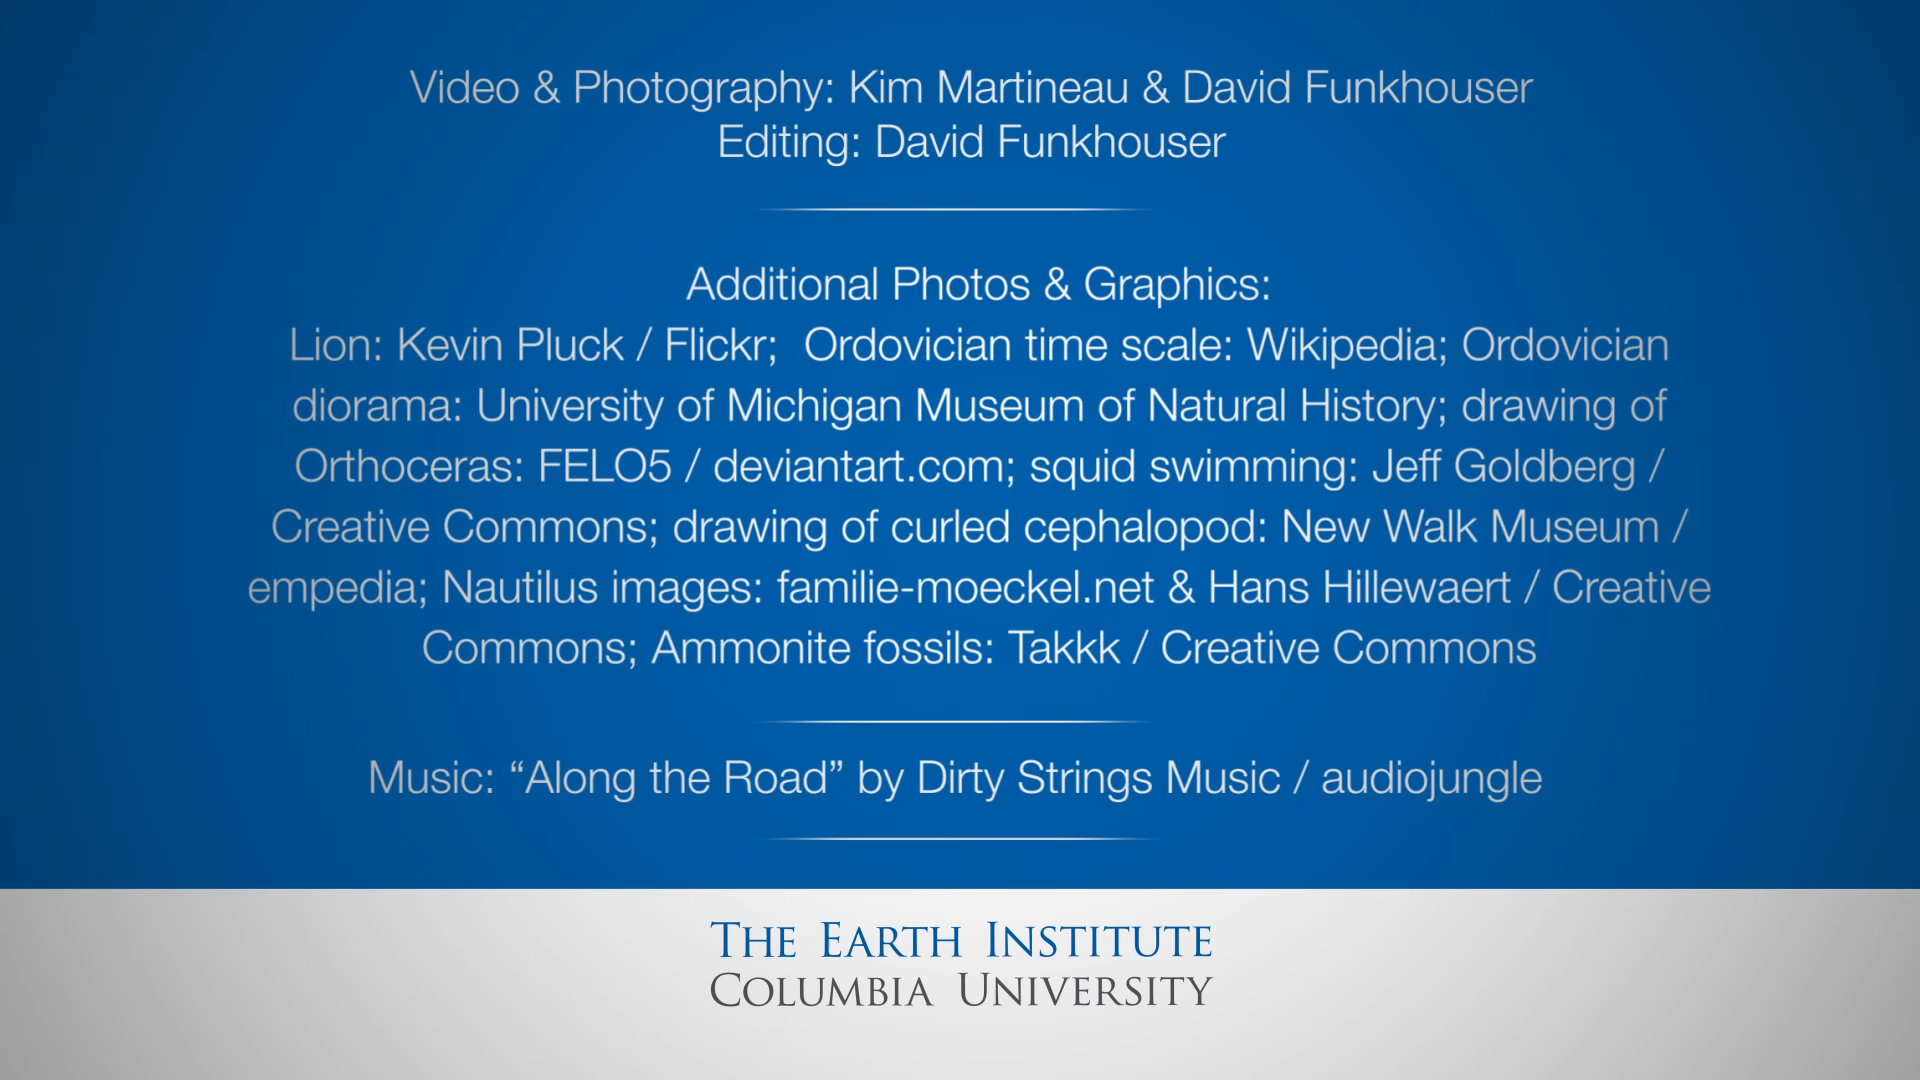 Video & Photography: Kim Martineau & David Funkhouser
Editing: David Funkhouser
Additional Photos & Graphics:
Lion: Kevin Pluck / Flickr;  Ordovician time scale: Wikipedia; Ordovician
diorama: University of Michigan Museum of Natural History; drawing of
Orthoceras: FELO5 / deviantart.com; squid swimming: Jeff Goldberg /
Creative Commons; drawing of curled cephalopod: New Walk Museum /
empedia; Nautilus images: familie-moeckel.net & Hans Hillewaert / Creative
Commons; Ammonite fossils: Takkk / Creative Commons
Music: “Along the Road” by Dirty Strings Music / audiojungle
THE EARTH INSTITUTE
COLUMBIA UNIVERSITY